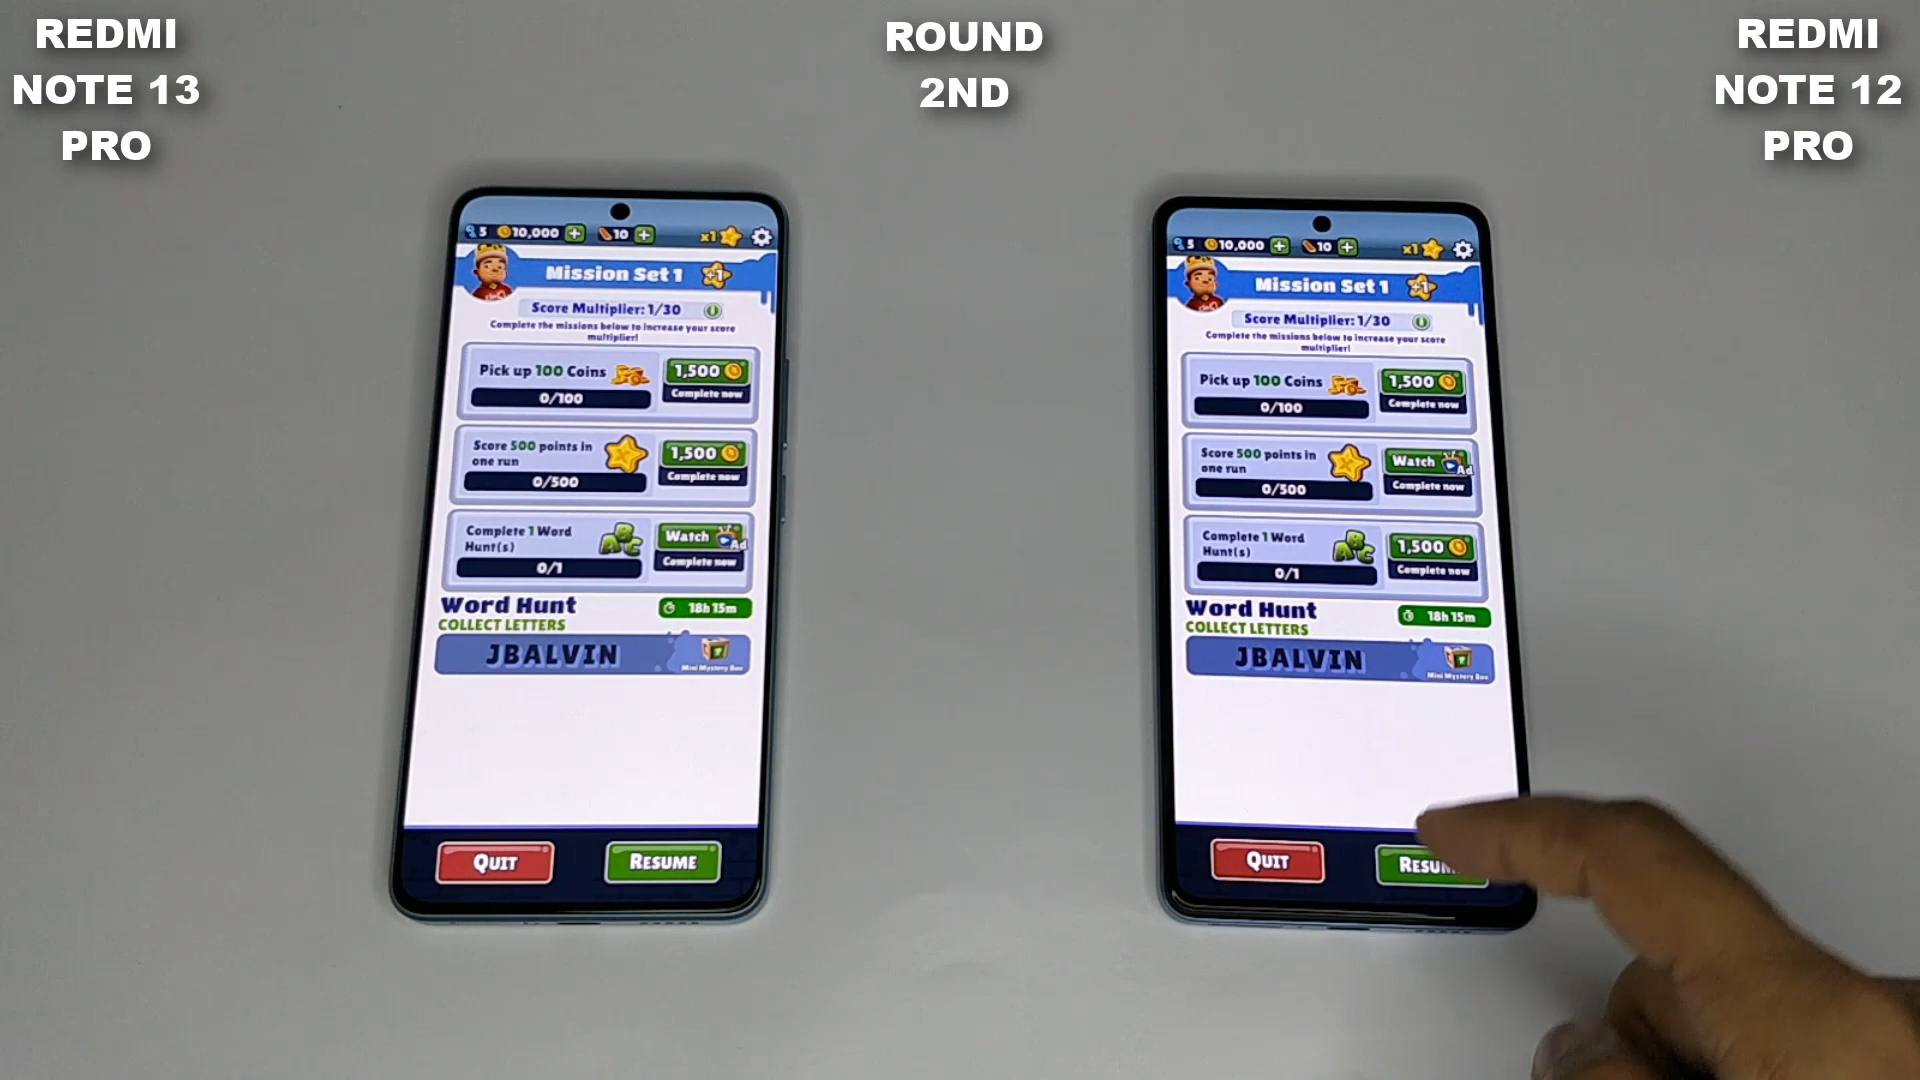 REDMI
NOTE 13
PRO
ROUND
2ND
REDMI
NOTE 12
PRO
5 10,000 10 x1
Mission Set 1 +1
Score Multiplier: 1/30
Complete the missions below to increase your score
multiplier!
Pick up 100 Coins 1,500
0/100 Complete now
Score 500 points in
one run 1,500
0/500 Complete now
Complete 1 Word
Hunt(s) Watch Ad
0/1 Complete now
Word Hunt 18h 15m
COLLECT LETTERS
JBALVIN
Mini Mystery Box
QUIT RESUME
5 10,000 10 x1
Mission Set 1 +1
Score Multiplier: 1/30
Complete the missions below to increase your score
multiplier!
Pick up 100 Coins 1,500
0/100 Complete now
Score 500 points in
one run Watch Ad
0/500 Complete now
Complete 1 Word
Hunt(s) 1,500
0/1 Complete now
Word Hunt 18h 15m
COLLECT LETTERS
JBALVIN
Mini Mystery Box
QUIT RESU